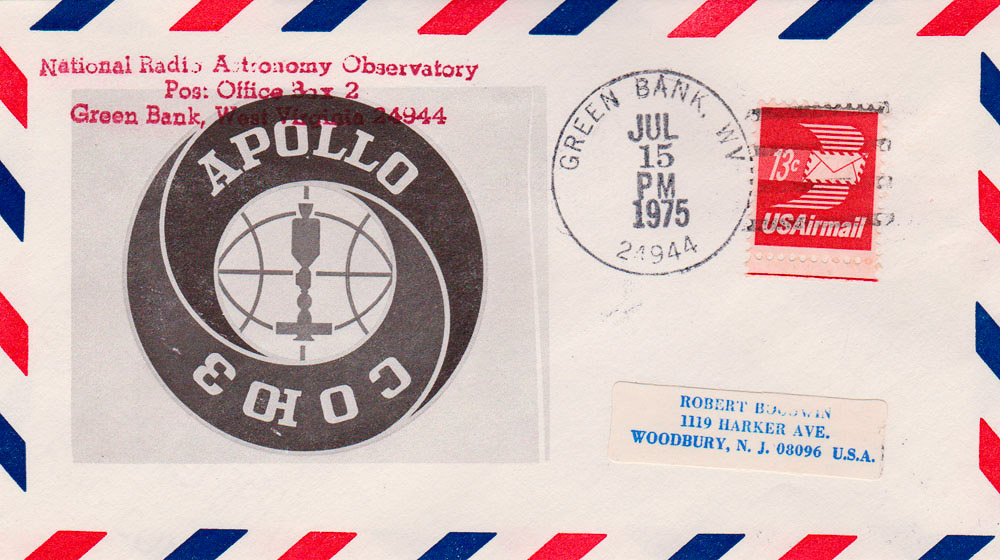 National Radio Astronomy Observatory
Post Office Box 2
Green Bank, West Virginia 24944
APOLLO
СОЮЗ
GREEN BANK, WV
JUL
15
PM
1975
24944
13c
USAirmail
ROBERT
1119 HARKER AVE.
WOODBURY, N. J. 08096 U.S.A.